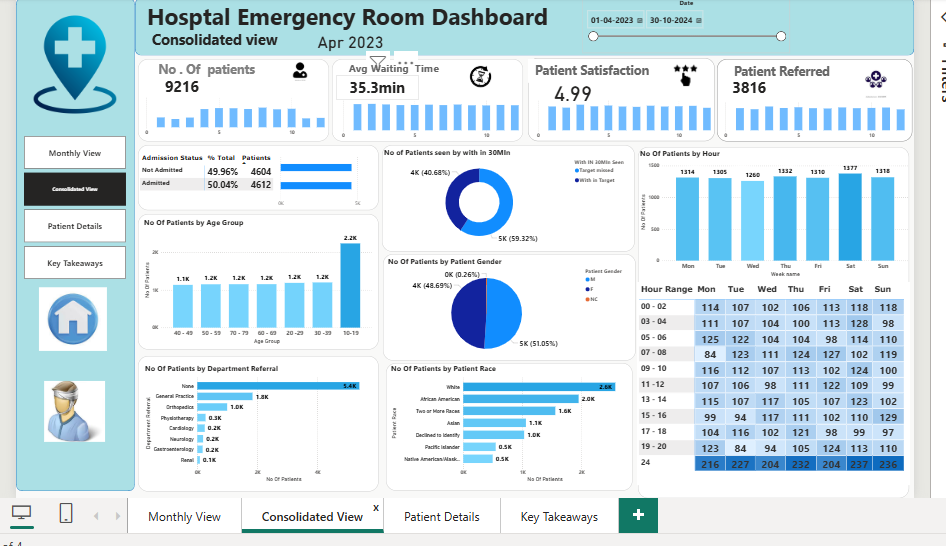 Date
Hosptal Emergency Room Dashboard
01-04-2023 30-10-2024
Consolidated view
Apr 2023
No . Of patients
9216
0 5 10
Avg Waiting Time
35.3min
0 5 10
Patient Satisfaction
4.99
0 5 10
Patient Referred
3816
0 5 10
Monthly View
Consolidated View
Patient Details
Key Takeaways
Admission Status % Total Patients
Not Admitted 49.96% 4604
Admitted 50.04% 4612
0K 5K
No of Patients seen by with in 30MIn
With IN 30Min Seen
Target missed
With in Target
4K (40.68%)
5K (59.32%)
No Of Patients by Hour
No Of Patients
1500
1000
500
0
1314 1305 1260 1332 1310 1377 1318
Mon Tue Wed Thu Fri Sat Sun
Week name
No Of Patients by Age Group
No Of Patients
2K
1K
0K
1.1K 1.2K 1.2K 1.2K 1.2K 1.2K 2.2K
40 - 49 50 - 59 70 - 79 60 - 69 20 -29 30 -39 10-19
Age Group
No Of Patients by Patient Gender
Patient Gender
M
F
NC
0K (0.26%)
4K (48.69%)
5K (51.05%)
Hour Range Mon Tue Wed Thu Fri Sat Sun
00 - 02 114 107 102 106 113 118 118
03 - 04 111 107 104 100 113 128 98
05 - 06 125 122 104 104 98 114 110
07 - 08 84 123 111 124 127 102 119
09 - 10 116 112 107 113 102 124 100
11 -12 107 106 98 111 122 109 99
13 - 14 115 107 117 105 107 123 102
15 - 16 99 94 117 111 102 110 129
17 - 18 104 116 102 121 98 99 97
19 - 20 123 84 94 105 124 113 110
24 216 227 204 232 204 237 236
No Of Patients by Department Referral
Department Referral
None 5.4K
General Practice 1.8K
Orthopedics 1.0K
Physiotherapy 0.3K
Cardiology 0.2K
Neurology 0.2K
Gastroenterology 0.2K
Renal 0.1K
0K 2K 4K
No Of Patients
No Of Patients by Patient Race
Patient Race
White 2.6K
African American 2.0K
Two or More Races 1.6K
Asian 1.1K
Declined to Identify 1.0K
Pacific Islander 0.5K
Native American/Alask... 0.5K
0K 1K 2K
No Of Patients
Filters
Monthly View
Consolidated View x
Patient Details
Key Takeaways
+
of 4